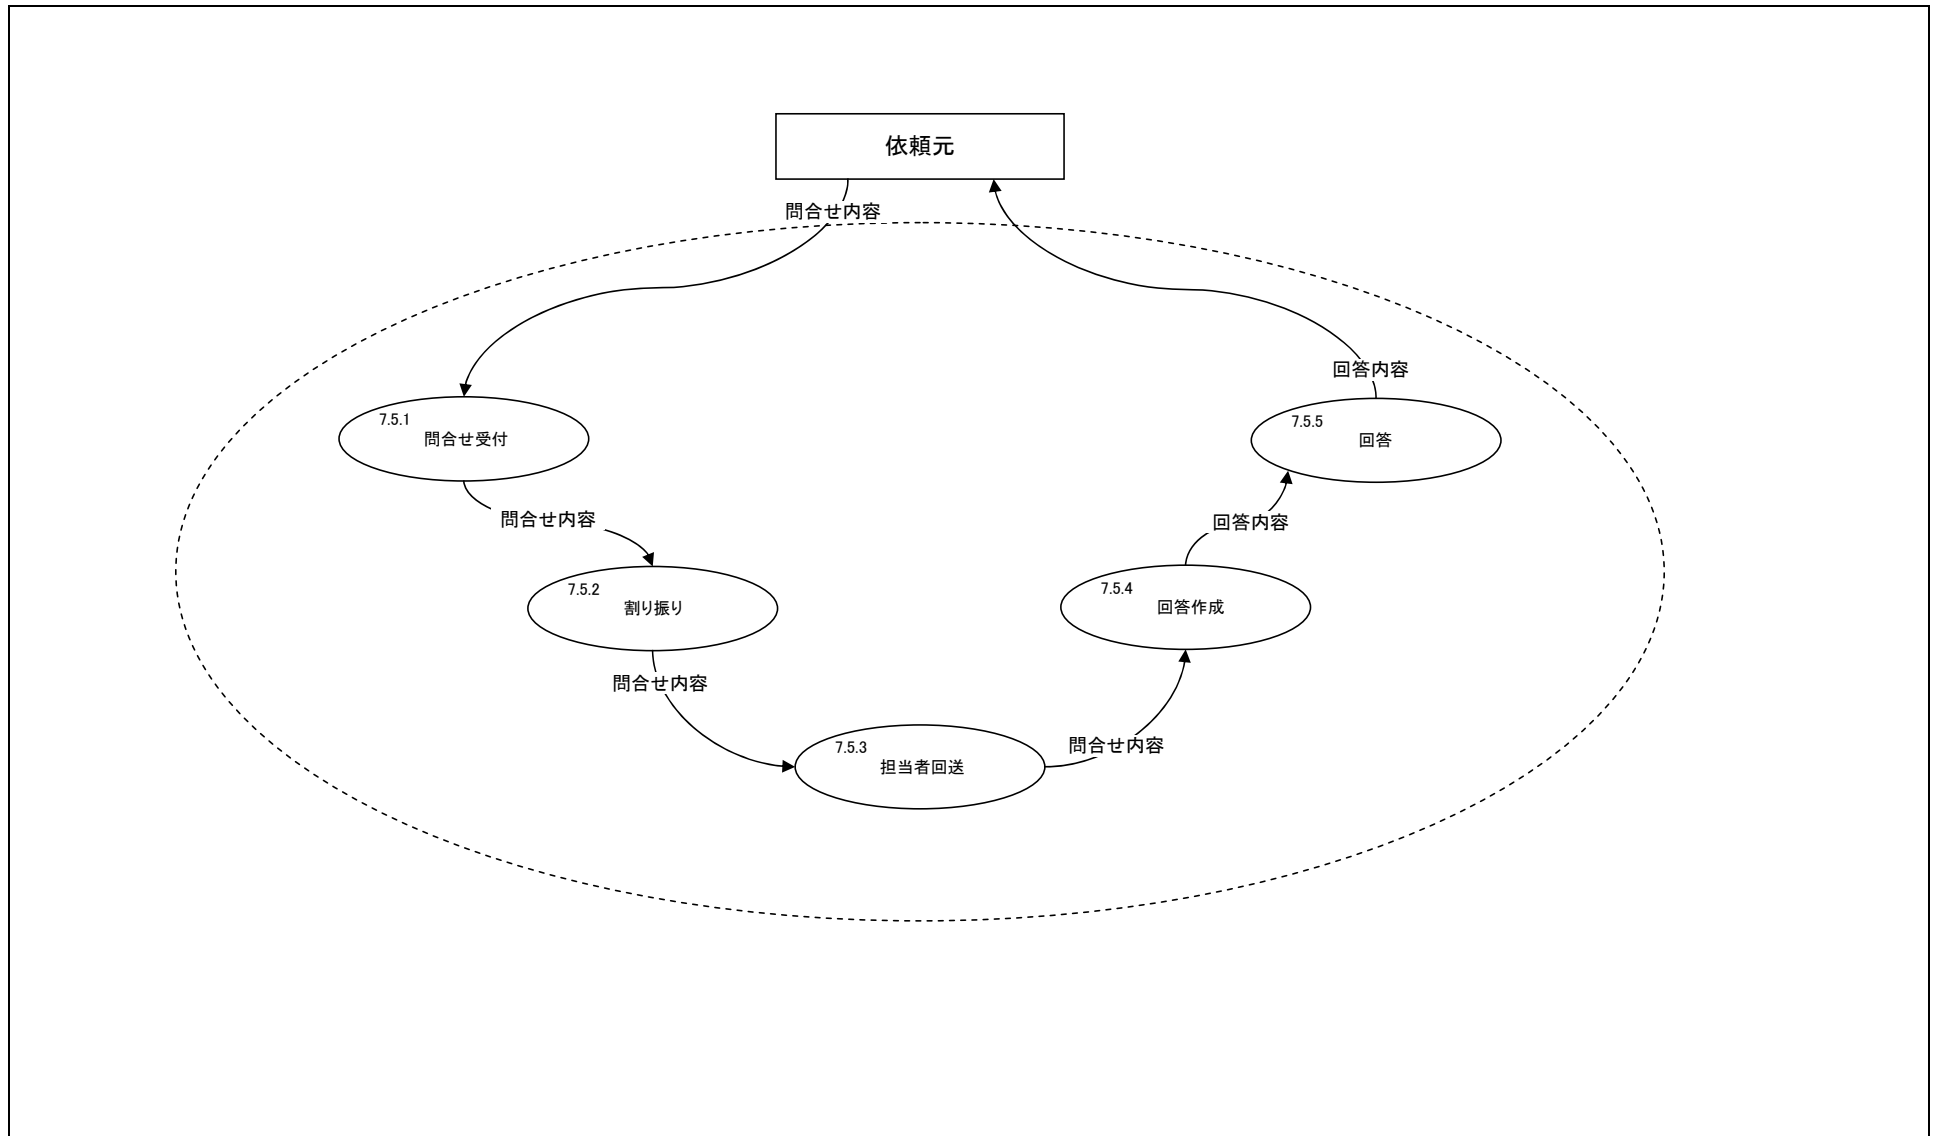 依頼元
問合せ内容
回答内容
7.5.1
問合せ受付
7.5.5
回答
問合せ内容
回答内容
7.5.2
割り振り
7.5.4
回答作成
問合せ内容
7.5.3
担当者回送
問合せ内容